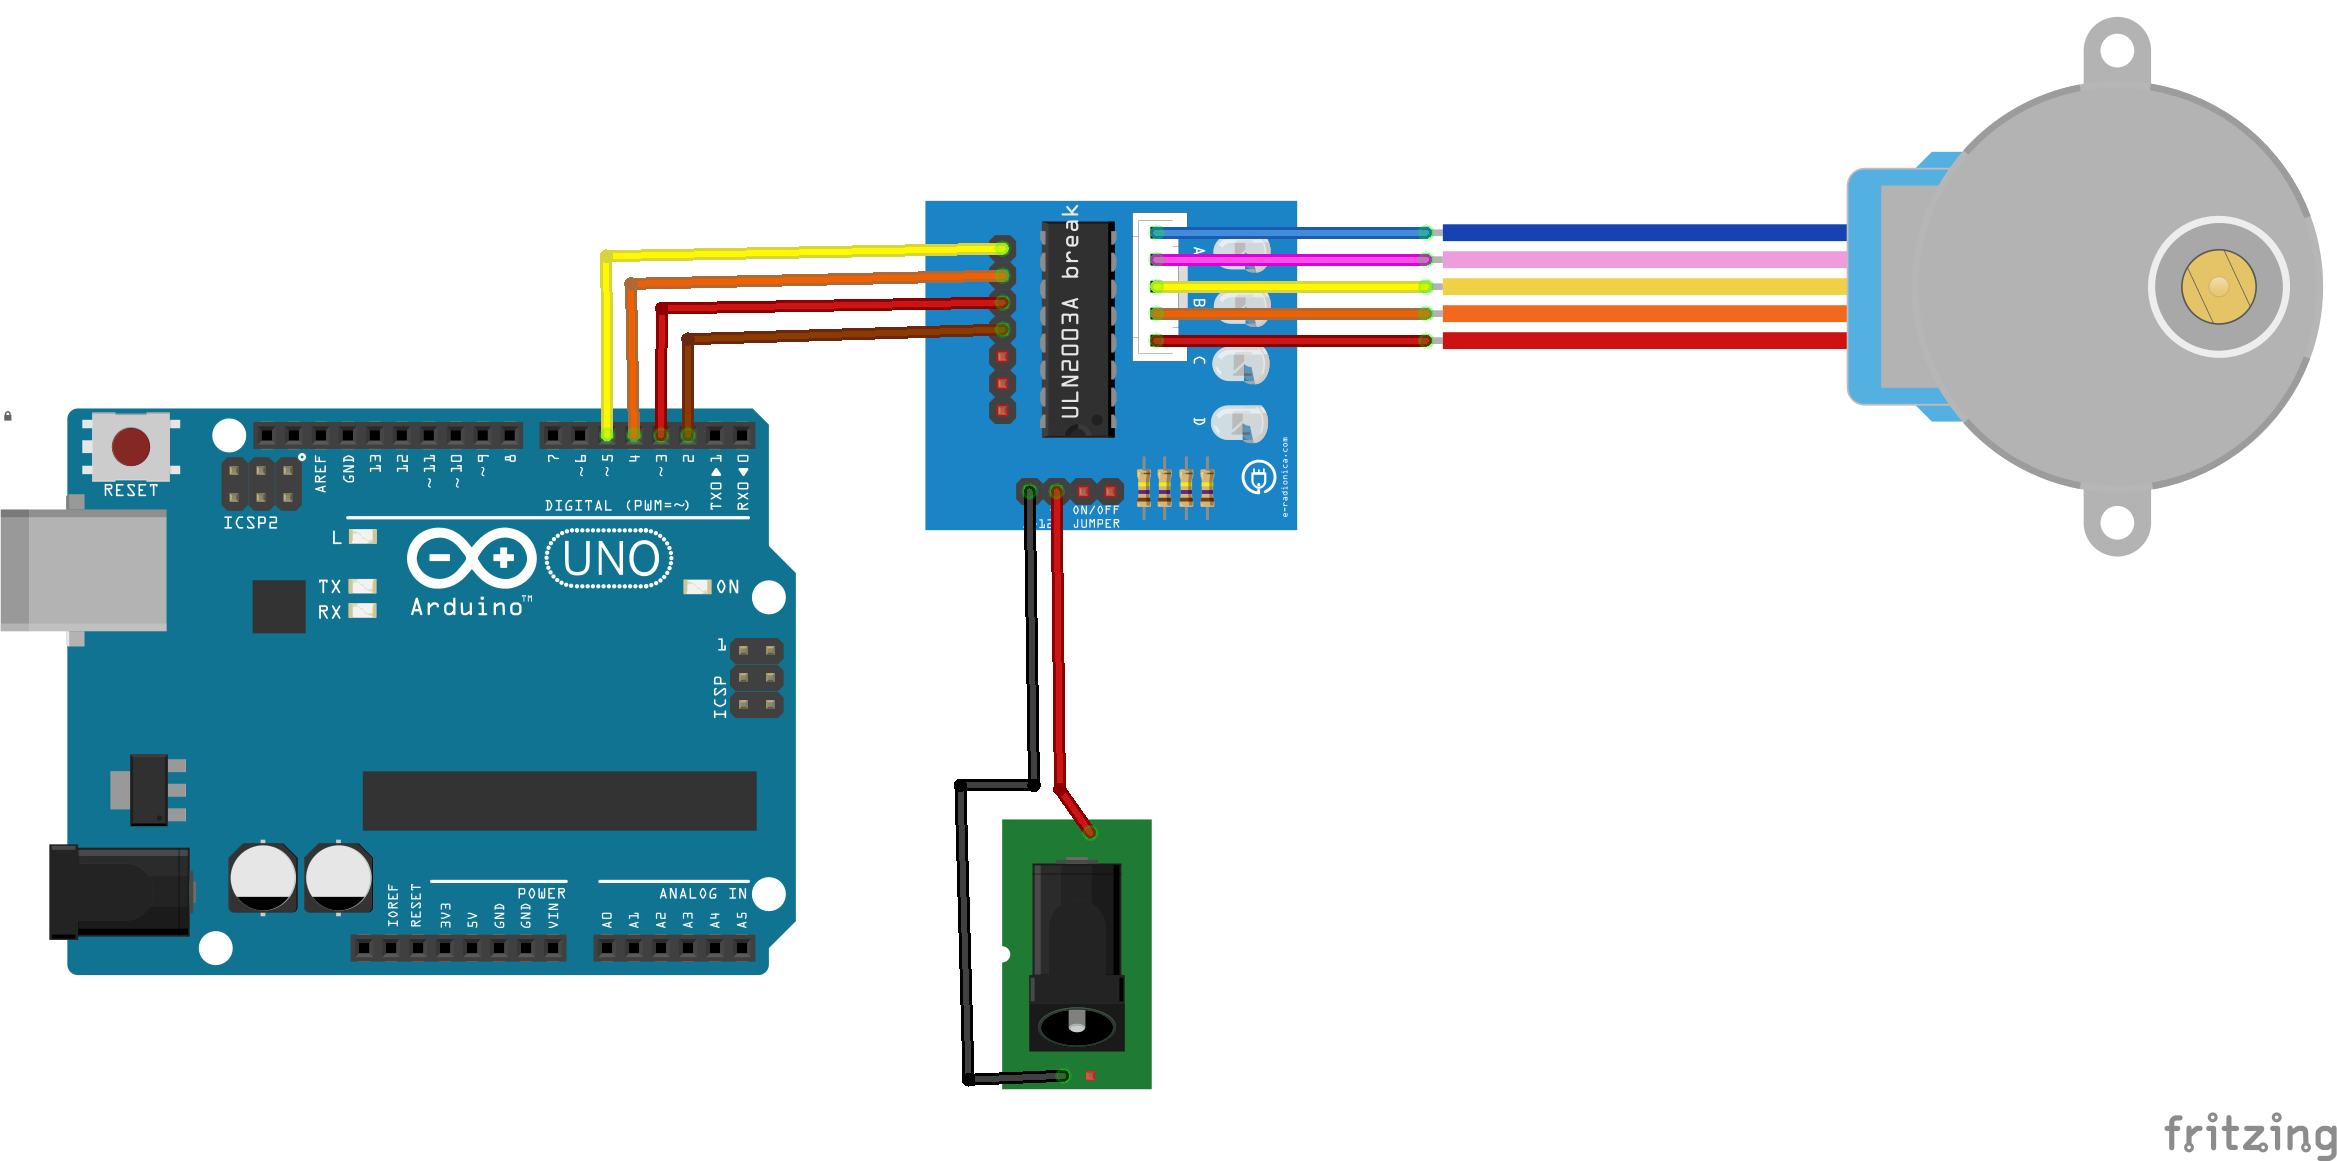 ULN2003A break
A
B
C
D
e-radionica.com
ON/OFF
JUMPER
RESET
ICSP2
AREF
GND
13
12
~11
~10
~9
8
7
~6
~5
4
~3
2
TX0▶1
RX0◀0
DIGITAL (PWM=~)
L
TX
RX
UNO
ON
Arduino™
1
ICSP
POWER
ANALOG IN
IOREF
RESET
3V3
5V
GND
GND
VIN
A0
A1
A2
A3
A4
A5
fritzing